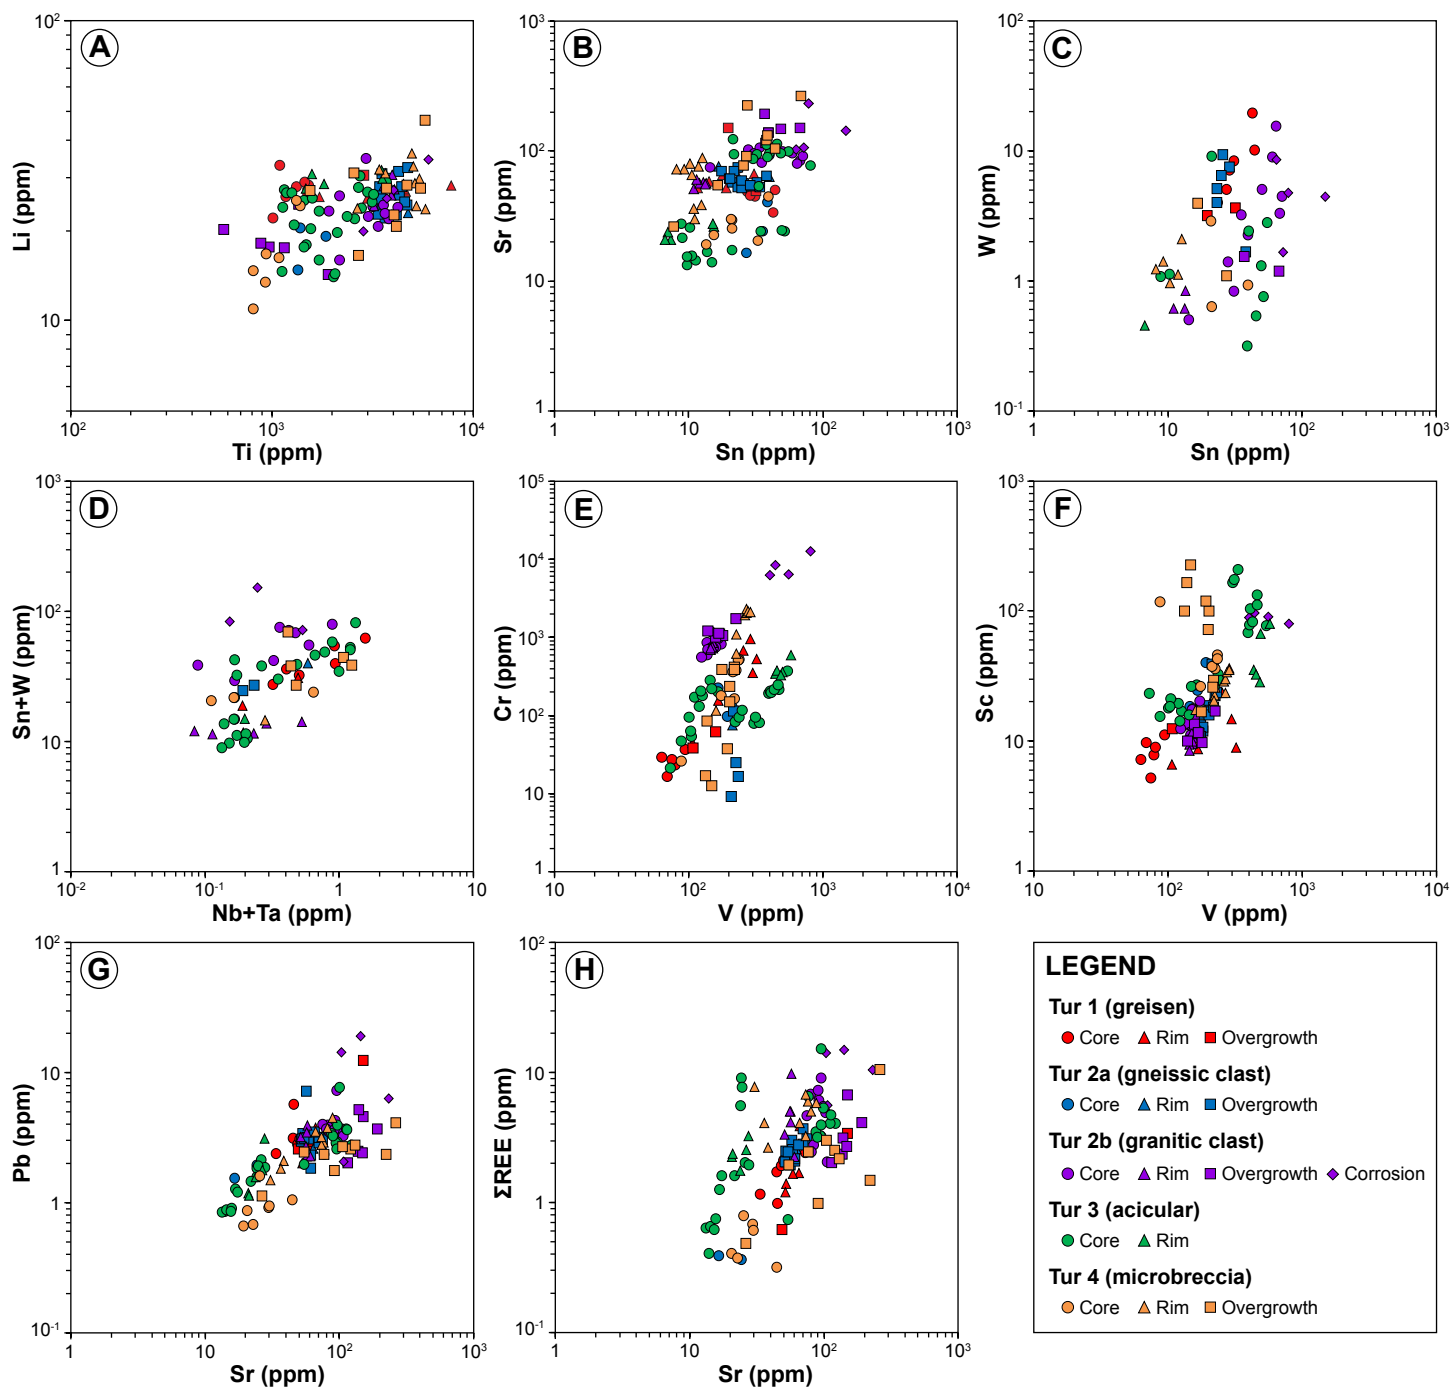 A
Li (ppm)
10²
10
10² 10³ 10⁴
Ti (ppm)
B
Sr (ppm)
10³
10²
10
1
1 10 10² 10³
Sn (ppm)
C
W (ppm)
10²
10
1
10⁻¹
1 10 10² 10³
Sn (ppm)
D
Sn+W (ppm)
10³
10²
10
1
10⁻² 10⁻¹ 1 10
Nb+Ta (ppm)
E
Cr (ppm)
10⁵
10⁴
10³
10²
10
1
10 10² 10³ 10⁴
V (ppm)
F
Sc (ppm)
10³
10²
10
1
10 10² 10³ 10⁴
V (ppm)
G
Pb (ppm)
10²
10
1
10⁻¹
1 10 10² 10³
Sr (ppm)
H
ΣREE (ppm)
10²
10
1
10⁻¹
1 10 10² 10³
Sr (ppm)
LEGEND
Tur 1 (greisen)
Core Rim Overgrowth
Tur 2a (gneissic clast)
Core Rim Overgrowth
Tur 2b (granitic clast)
Core Rim Overgrowth Corrosion
Tur 3 (acicular)
Core Rim
Tur 4 (microbreccia)
Core Rim Overgrowth